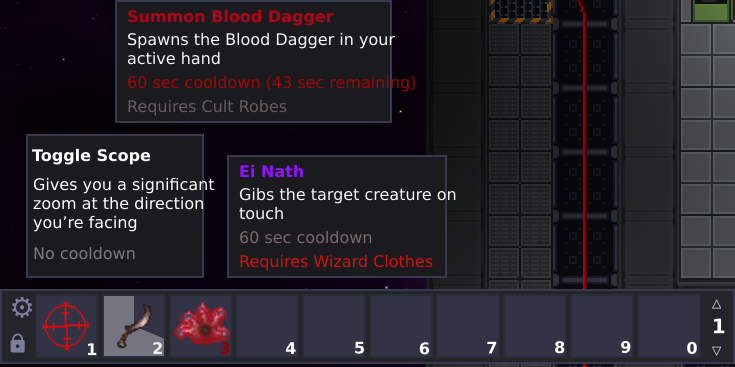 Summon Blood Dagger
Spawns the Blood Dagger in your
active hand
60 sec cooldown (43 sec remaining)
Requires Cult Robes
Toggle Scope
Gives you a significant
zoom at the direction
you’re facing
No cooldown
Ei Nath
Gibs the target creature on
touch
60 sec cooldown
Requires Wizard Clothes
1 2 3 4 5 6 7 8 9 0 1